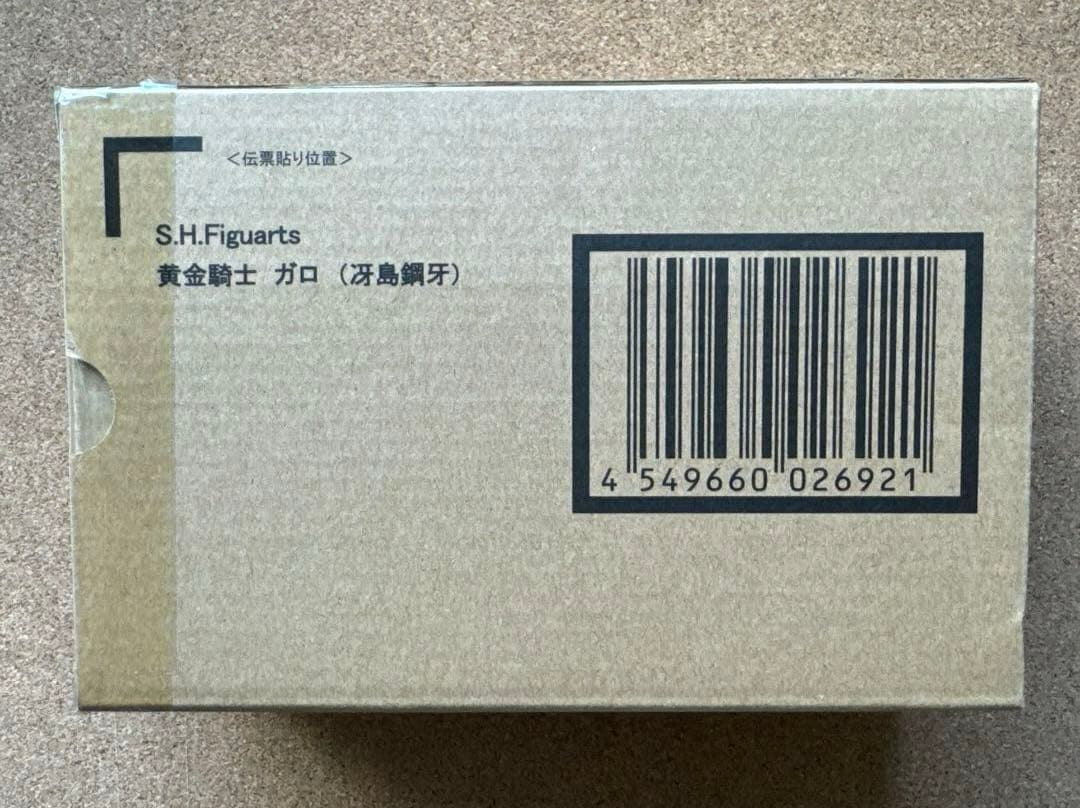 ＜伝票貼り位置＞
S.H.Figuarts
黄金騎士 ガロ （冴島鋼牙）
4 549660 026921